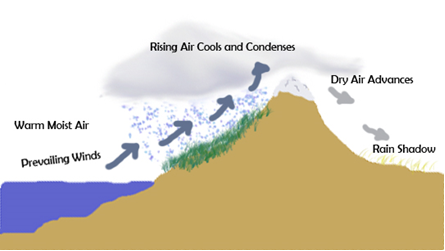 Rising Air Cools and Condenses
Dry Air Advances
Warm Moist Air
Prevailing Winds
Rain Shadow